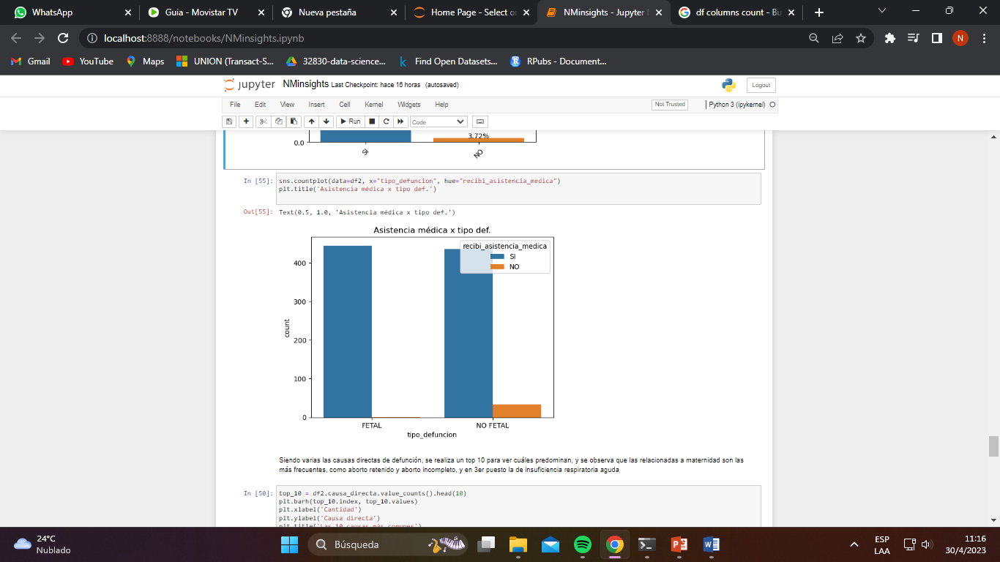 WhatsApp
Guia - Movistar TV
Nueva pestaña
Home Page - Select o
NMinsights - Jupyter
df columns count - Bu
localhost:8888/notebooks/NMinsights.ipynb
N
Gmail
YouTube
Maps
UNION (Transact-S...
32830-data-science...
Find Open Datasets...
RPubs - Document...
jupyter NMinsights Last Checkpoint: hace 16 horas (autosaved)
Logout
File Edit View Insert Cell Kernel Widgets Help
Not Trusted
Python 3 (ipykernel)
Run
Code
3.72%
0.0
SI
NO
In [55]: sns.countplot(data=df2, x="tipo_defuncion", hue="recibi_asistencia_medica")
plt.title('Asistencia médica x tipo def.')
Out[55]: Text(0.5, 1.0, 'Asistencia médica x tipo def.')
Asistencia médica x tipo def.
recibi_asistencia_medica
SI
NO
400
300
200
100
0
count
FETAL
NO FETAL
tipo_defuncion
Siendo varias las causas directas de defunción, se realiza un top 10 para ver cuáles predominan, y se observa que las relacionadas a maternidad son las
más frecuentes, como aborto retenido y aborto incompleto, y en 3er puesto la de insuficiencia respiratoria aguda
In [50]: top_10 = df2.causa_directa.value_counts().head(10)
plt.barh(top_10.index, top_10.values)
plt.xlabel('Cantidad')
plt.ylabel('Causa directa')
plt.title('Las 10 causas más comunes')
24°C
Nublado
Búsqueda
ESP
LAA
11:16
30/4/2023